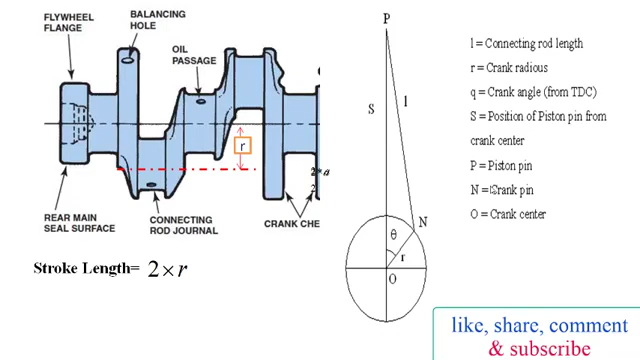 FLYWHEEL
FLANGE
BALANCING
HOLE
OIL
PASSAGE
r
REAR MAIN
SEAL SURFACE
CONNECTING
ROD JOURNAL
CRANK CHE
Stroke Length= 2 × r
P
S
l
N
θ
r
O
l = Connecting rod length
r = Crank radious
q = Crank angle (from TDC)
S = Position of Piston pin from
crank center
P = Piston pin
N = Crank pin
O = Crank center
like, share, comment
& subscribe